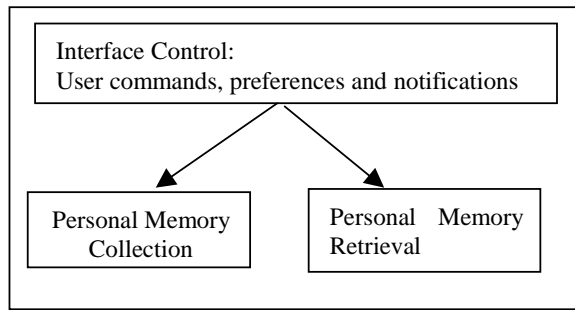 Interface Control:
User commands, preferences and notifications
Personal Memory
Collection
Personal Memory
Retrieval